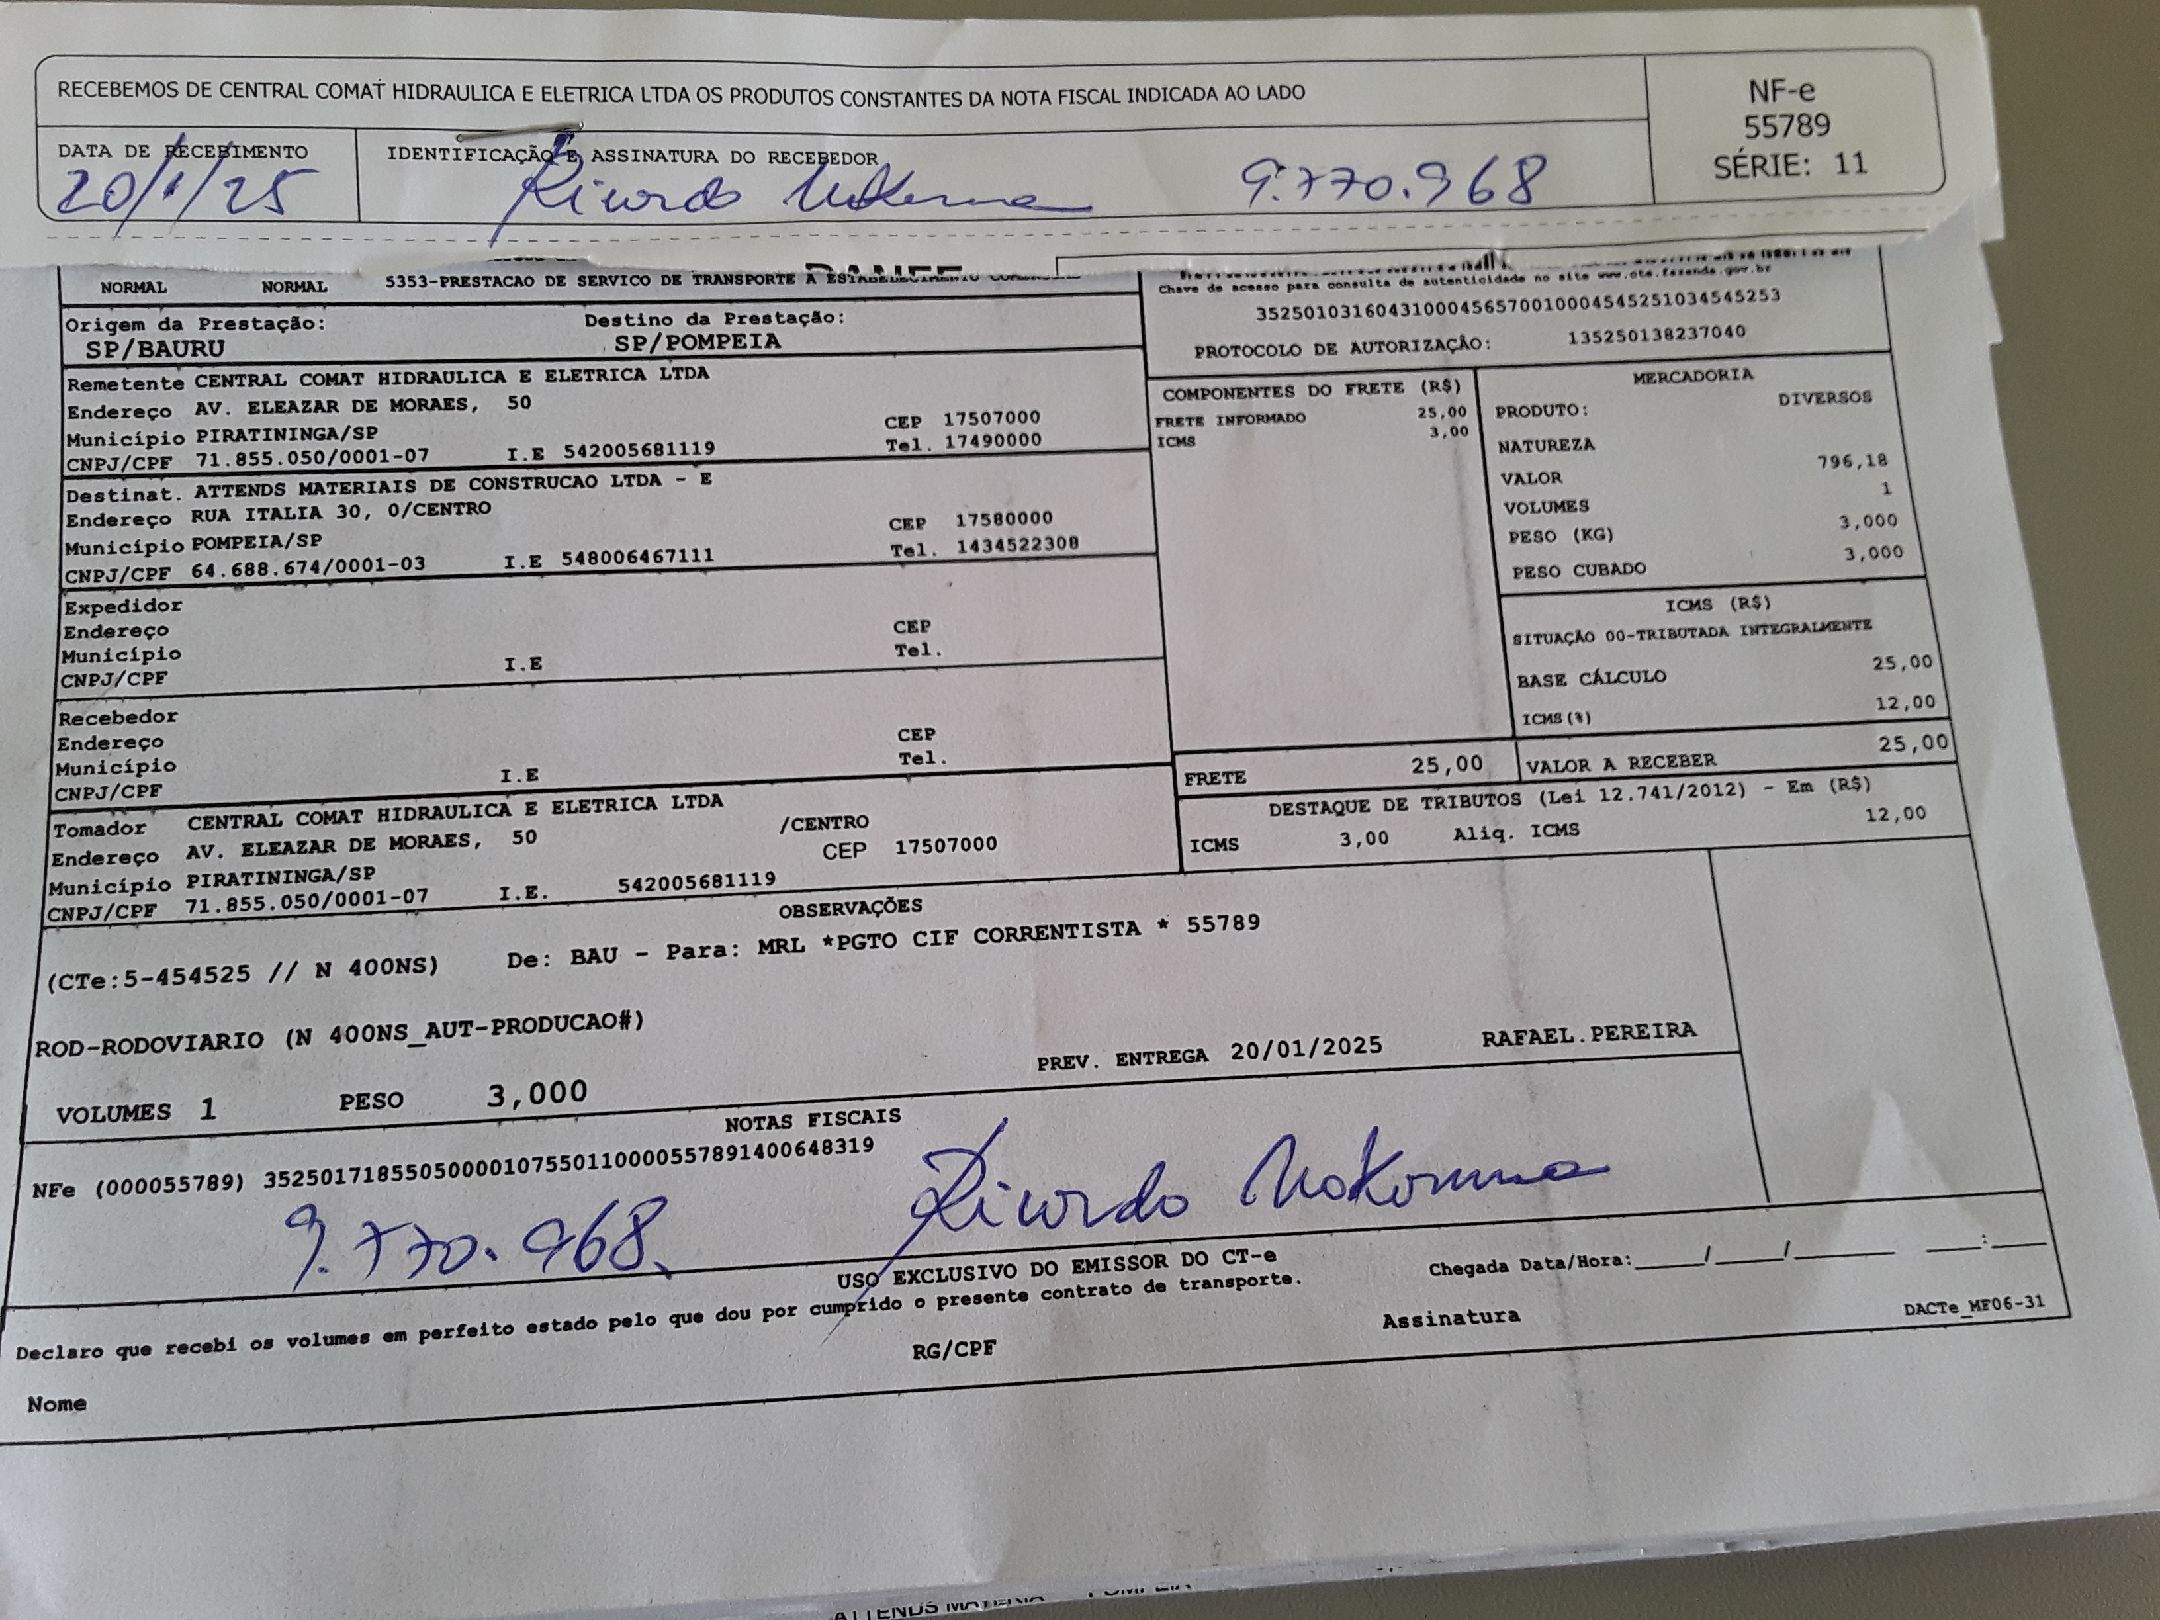 RECEBEMOS DE CENTRAL COMAT HIDRAULICA E ELETRICA LTDA OS PRODUTOS CONSTANTES DA NOTA FISCAL INDICADA AO LADO
NF-e
55789
SÉRIE: 11
DATA DE RECEBIMENTO
20/1/25
IDENTIFICAÇÃO E ASSINATURA DO RECEBEDOR
Ricardo
9.770.968
NORMAL NORMAL 5353-PRESTACAO DE SERVICO DE TRANSPORTE A ESTABELECIMENTO
Chave de acesso para consulta de autenticidade no site www.cte.fazenda.gov.br
35250103160431000456570010004545251034545253
PROTOCOLO DE AUTORIZAÇÃO: 135250138237040
Origem da Prestação: Destino da Prestação:
SP/BAURU SP/POMPEIA
Remetente CENTRAL COMAT HIDRAULICA E ELETRICA LTDA
Endereço AV. ELEAZAR DE MORAES, 50
CEP 17507000
Município PIRATININGA/SP
Tel. 17490000
CNPJ/CPF 71.855.050/0001-07 I.E 542005681119
Destinat. ATTENDS MATERIAIS DE CONSTRUCAO LTDA - E
Endereço RUA ITALIA 30, 0/CENTRO
CEP 17580000
Município POMPEIA/SP
Tel. 1434522308
CNPJ/CPF 64.688.674/0001-03 I.E 548006467111
Expedidor
Endereço CEP
Município Tel.
CNPJ/CPF I.E
Recebedor
Endereço CEP
Município Tel.
CNPJ/CPF I.E
Tomador CENTRAL COMAT HIDRAULICA E ELETRICA LTDA
Endereço AV. ELEAZAR DE MORAES, 50 /CENTRO
CEP 17507000
Município PIRATININGA/SP
CNPJ/CPF 71.855.050/0001-07 I.E. 542005681119
COMPONENTES DO FRETE (R$)
FRETE INFORMADO 25,00
ICMS 3,00
MERCADORIA
PRODUTO: DIVERSOS
NATUREZA
VALOR 796,18
VOLUMES 1
PESO (KG) 3,000
PESO CUBADO 3,000
ICMS (R$)
SITUAÇÃO 00-TRIBUTADA INTEGRALMENTE
BASE CÁLCULO 25,00
ICMS(%) 12,00
FRETE 25,00 VALOR A RECEBER 25,00
DESTAQUE DE TRIBUTOS (Lei 12.741/2012) - Em (R$)
ICMS 3,00 Aliq. ICMS 12,00
OBSERVAÇÕES
(CTe:5-454525 // N 400NS) De: BAU - Para: MRL *PGTO CIF CORRENTISTA * 55789
ROD-RODOVIARIO (N 400NS_AUT-PRODUCAO#)
PREV. ENTREGA 20/01/2025 RAFAEL.PEREIRA
VOLUMES 1 PESO 3,000
NOTAS FISCAIS
NFe (000055789) 35250171855050000107550110000557891400648319
9.770.968. Ricardo
USO EXCLUSIVO DO EMISSOR DO CT-e
Chegada Data/Hora:____/____/______ ___:___
Declaro que recebi os volumes em perfeito estado pelo que dou por cumprido o presente contrato de transporte.
DACTe_MF06-31
Nome RG/CPF Assinatura